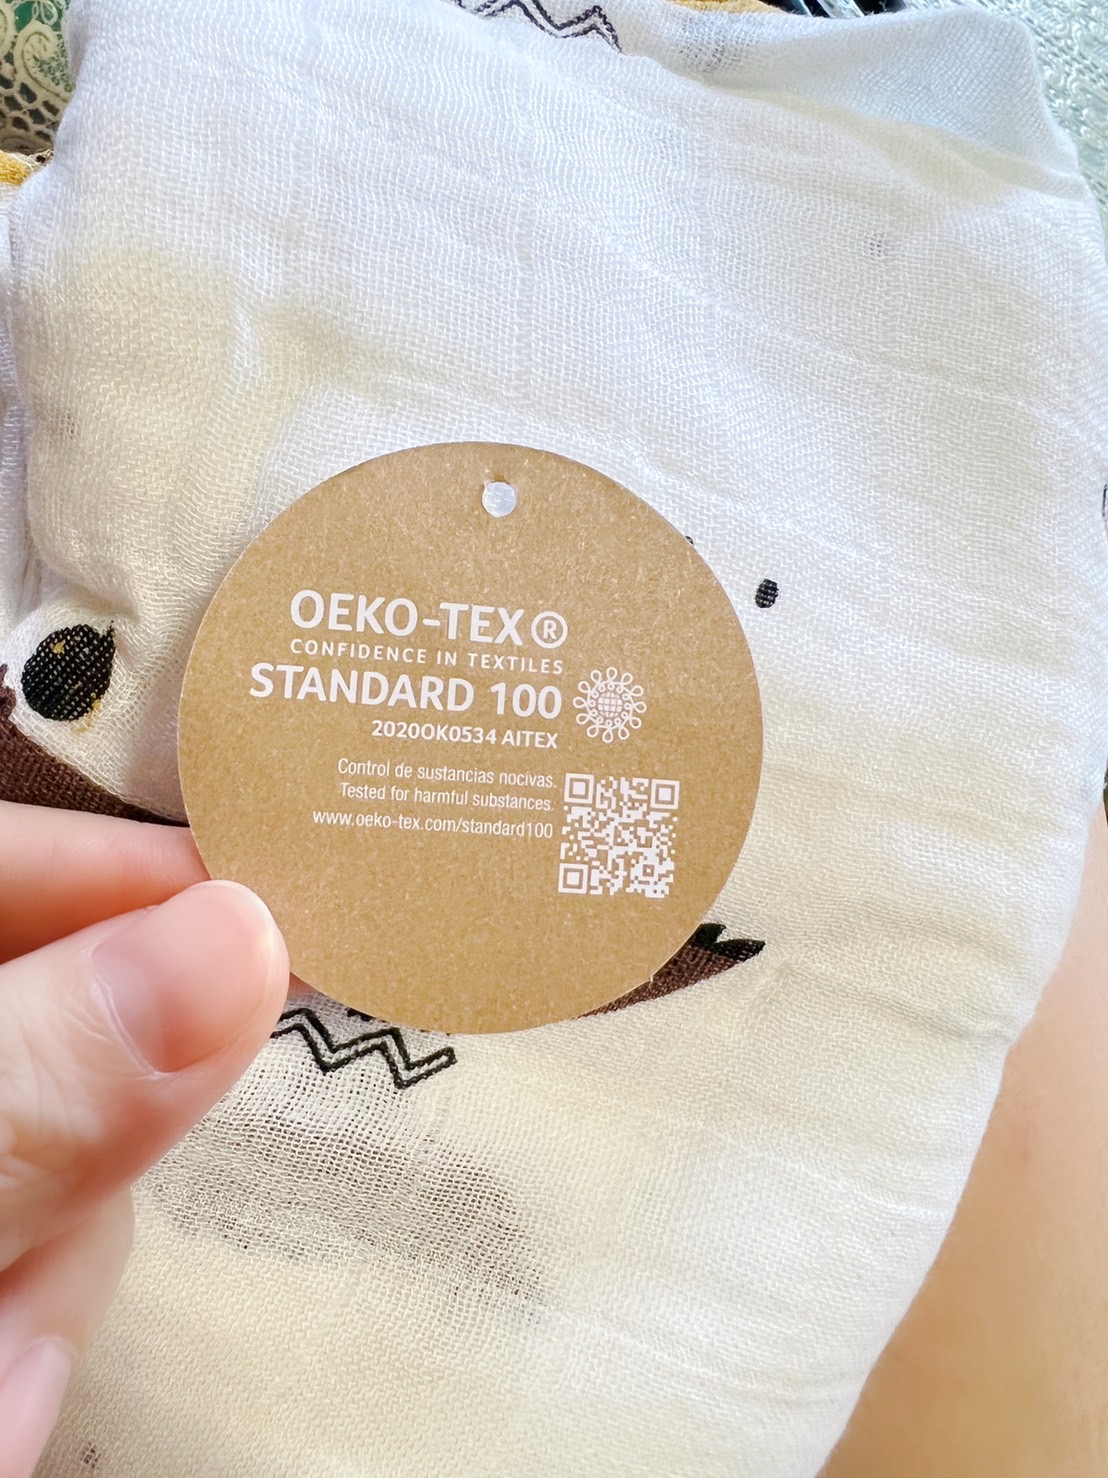 OEKO-TEX®
CONFIDENCE IN TEXTILES
STANDARD 100
2020OK0534 AITEX
Control de sustancias nocivas.
Tested for harmful substances.
www.oeko-tex.com/standard100